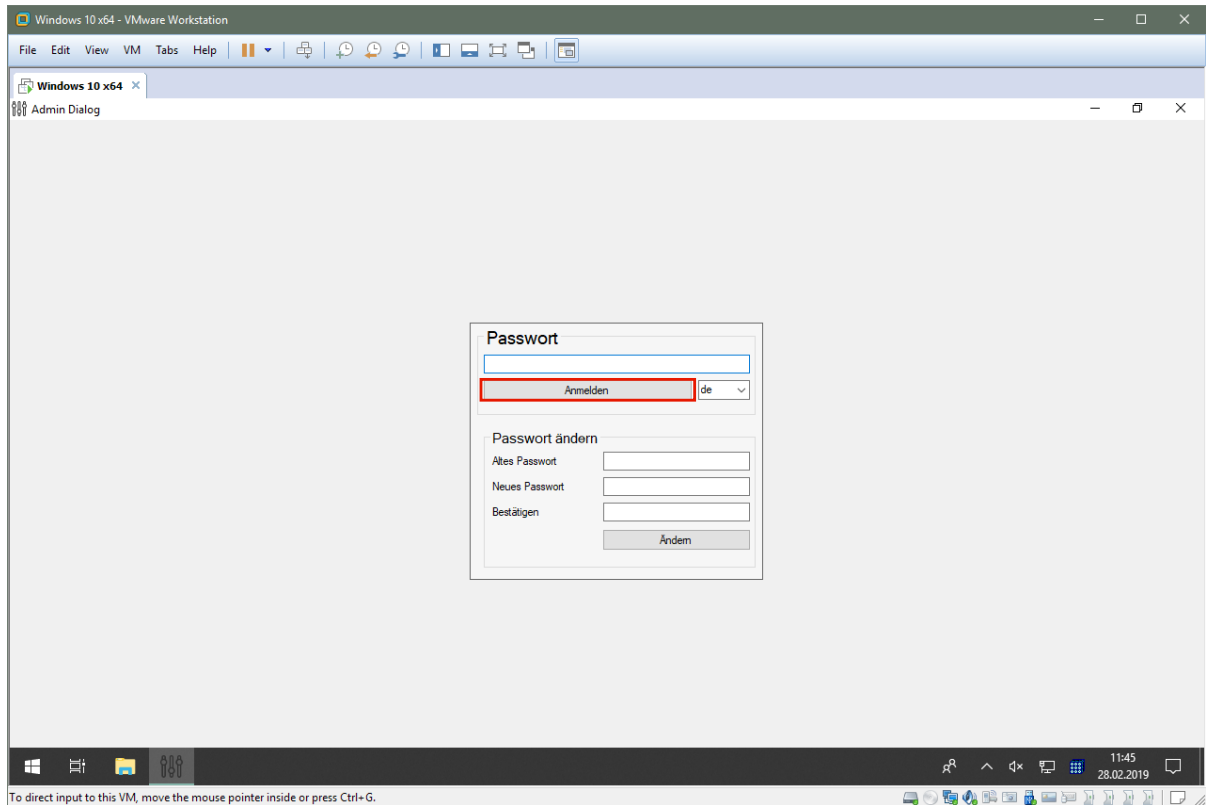 Windows 10 x64 - VMware Workstation
File Edit View VM Tabs Help
Windows 10 x64
Admin Dialog
Passwort
Anmelden de
Passwort ändern
Altes Passwort
Neues Passwort
Bestätigen
Ändern
11:45
28.02.2019
To direct input to this VM, move the mouse pointer inside or press Ctrl+G.